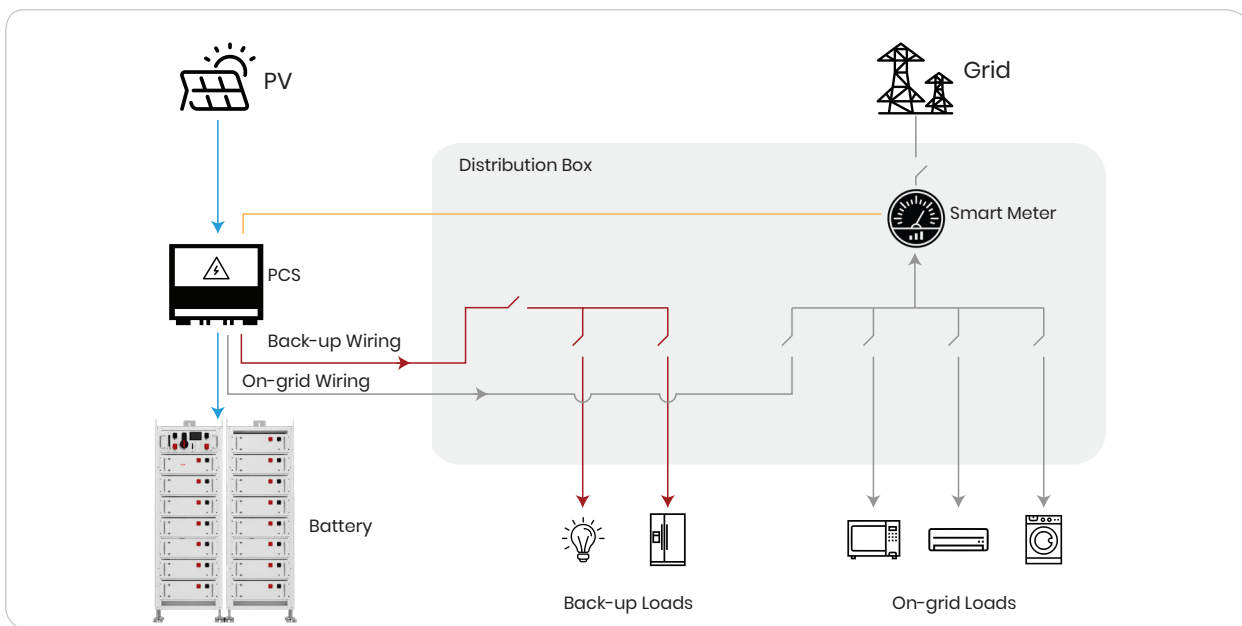 PV
Grid
Distribution Box
Smart Meter
PCS
Back-up Wiring
On-grid Wiring
Battery
Back-up Loads
On-grid Loads